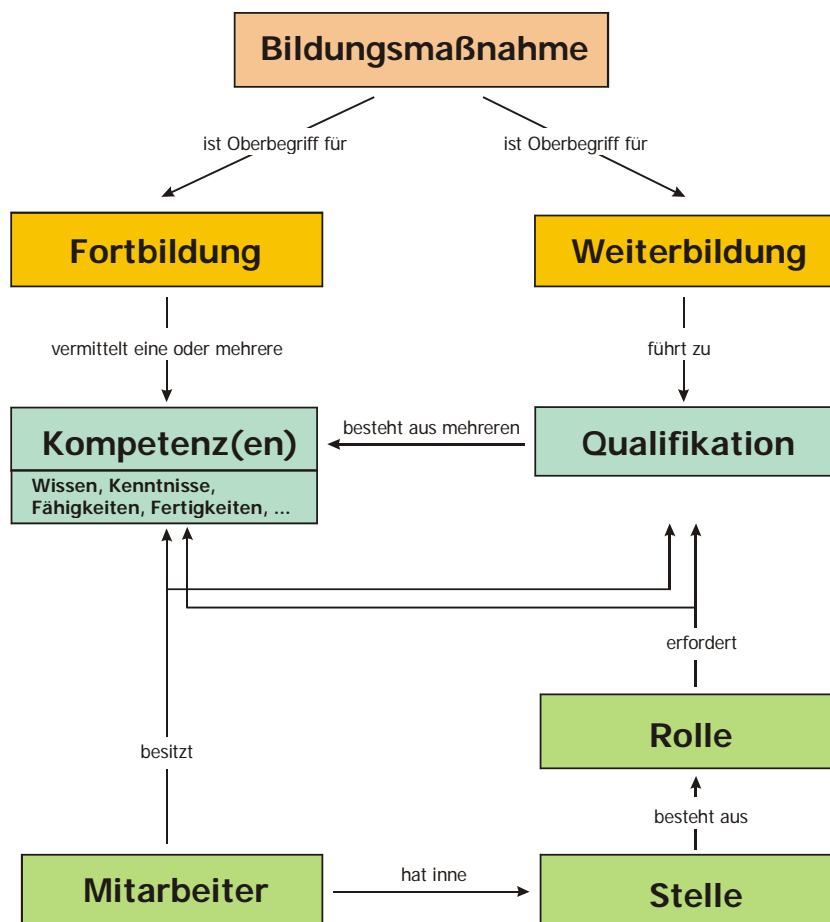 Bildungsmaßnahme
ist Oberbegriff für
ist Oberbegriff für
Fortbildung
Weiterbildung
vermittelt eine oder mehrere
führt zu
Kompetenz(en)
besteht aus mehreren
Qualifikation
Wissen, Kenntnisse,
Fähigkeiten, Fertigkeiten, ...
erfordert
Rolle
besitzt
besteht aus
Mitarbeiter
hat inne
Stelle